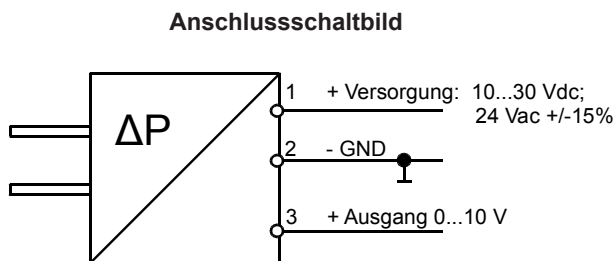 Anschlussschaltbild
ΔP
1 + Versorgung: 10...30 Vdc;
24 Vac +/-15%
2 - GND
3 + Ausgang 0...10 V